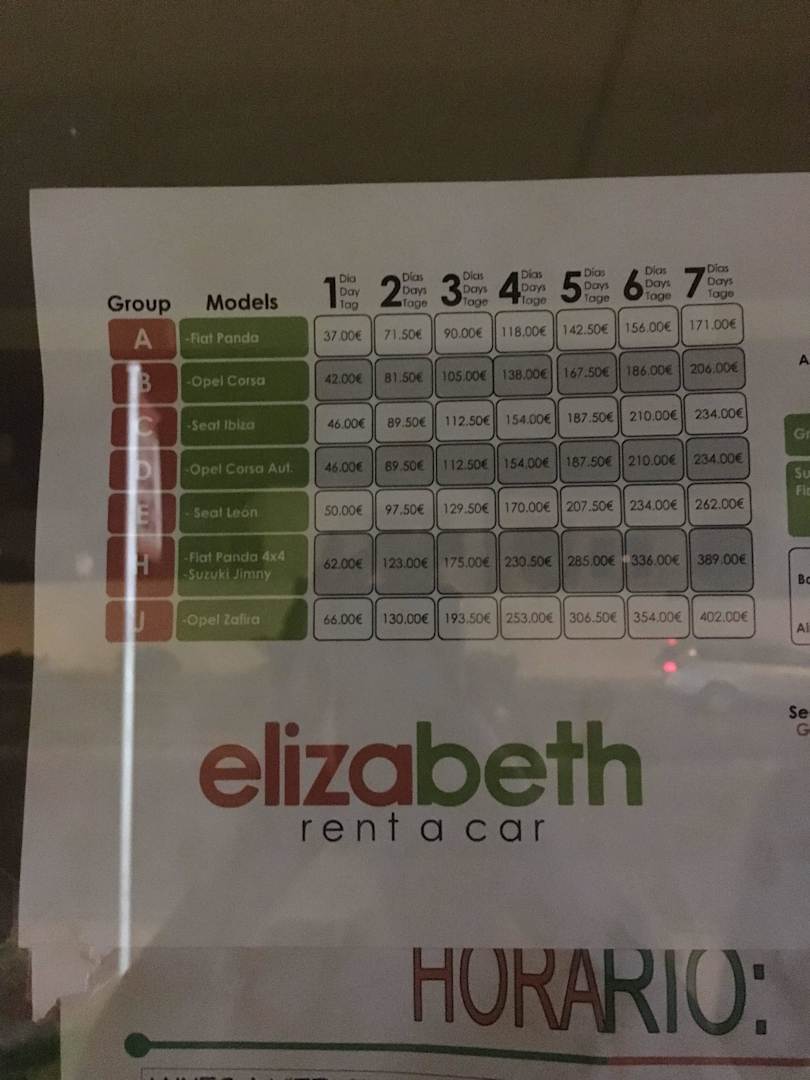 Group Models 1 Día Day Tag 2 Días Days Tage 3 Días Days Tage 4 Días Days Tage 5 Días Days Tage 6 Días Days Tage 7 Días Days Tage
A -Fiat Panda 37.00€ 71.50€ 90.00€ 118.00€ 142.50€ 156.00€ 171.00€
B -Opel Corsa 42.00€ 81.50€ 105.00€ 138.00€ 167.50€ 186.00€ 206.00€
C -Seat Ibiza 46.00€ 89.50€ 112.50€ 154.00€ 187.50€ 210.00€ 234.00€
D -Opel Corsa Aut. 46.00€ 89.50€ 112.50€ 154.00€ 187.50€ 210.00€ 234.00€
E - Seat León 50.00€ 97.50€ 129.50€ 170.00€ 207.50€ 234.00€ 262.00€
H -Fiat Panda 4x4
-Suzuki Jimny 62.00€ 123.00€ 175.00€ 230.50€ 285.00€ 336.00€ 389.00€
J -Opel Zafira 66.00€ 130.00€ 193.50€ 253.00€ 306.50€ 354.00€ 402.00€
elizabeth
rent a car
HORARIO: